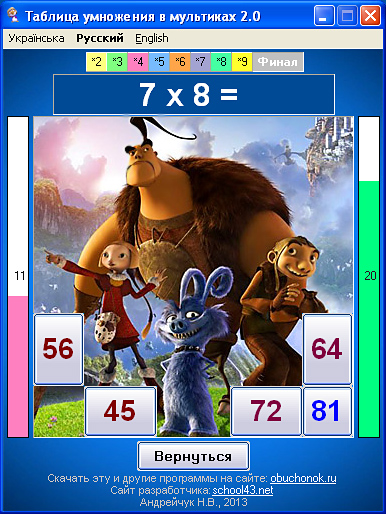 Таблица умножения в мультиках 2.0
Українська Русский English
*2 *3 *4 *5 *6 *7 *8 *9 Финал
7 x 8 =
11
20
56
64
45
72
81
Вернуться
Скачать эту и другие программы на сайте: obuchonok.ru
Сайт разработчика: school43.net
Андрейчук Н.В., 2013